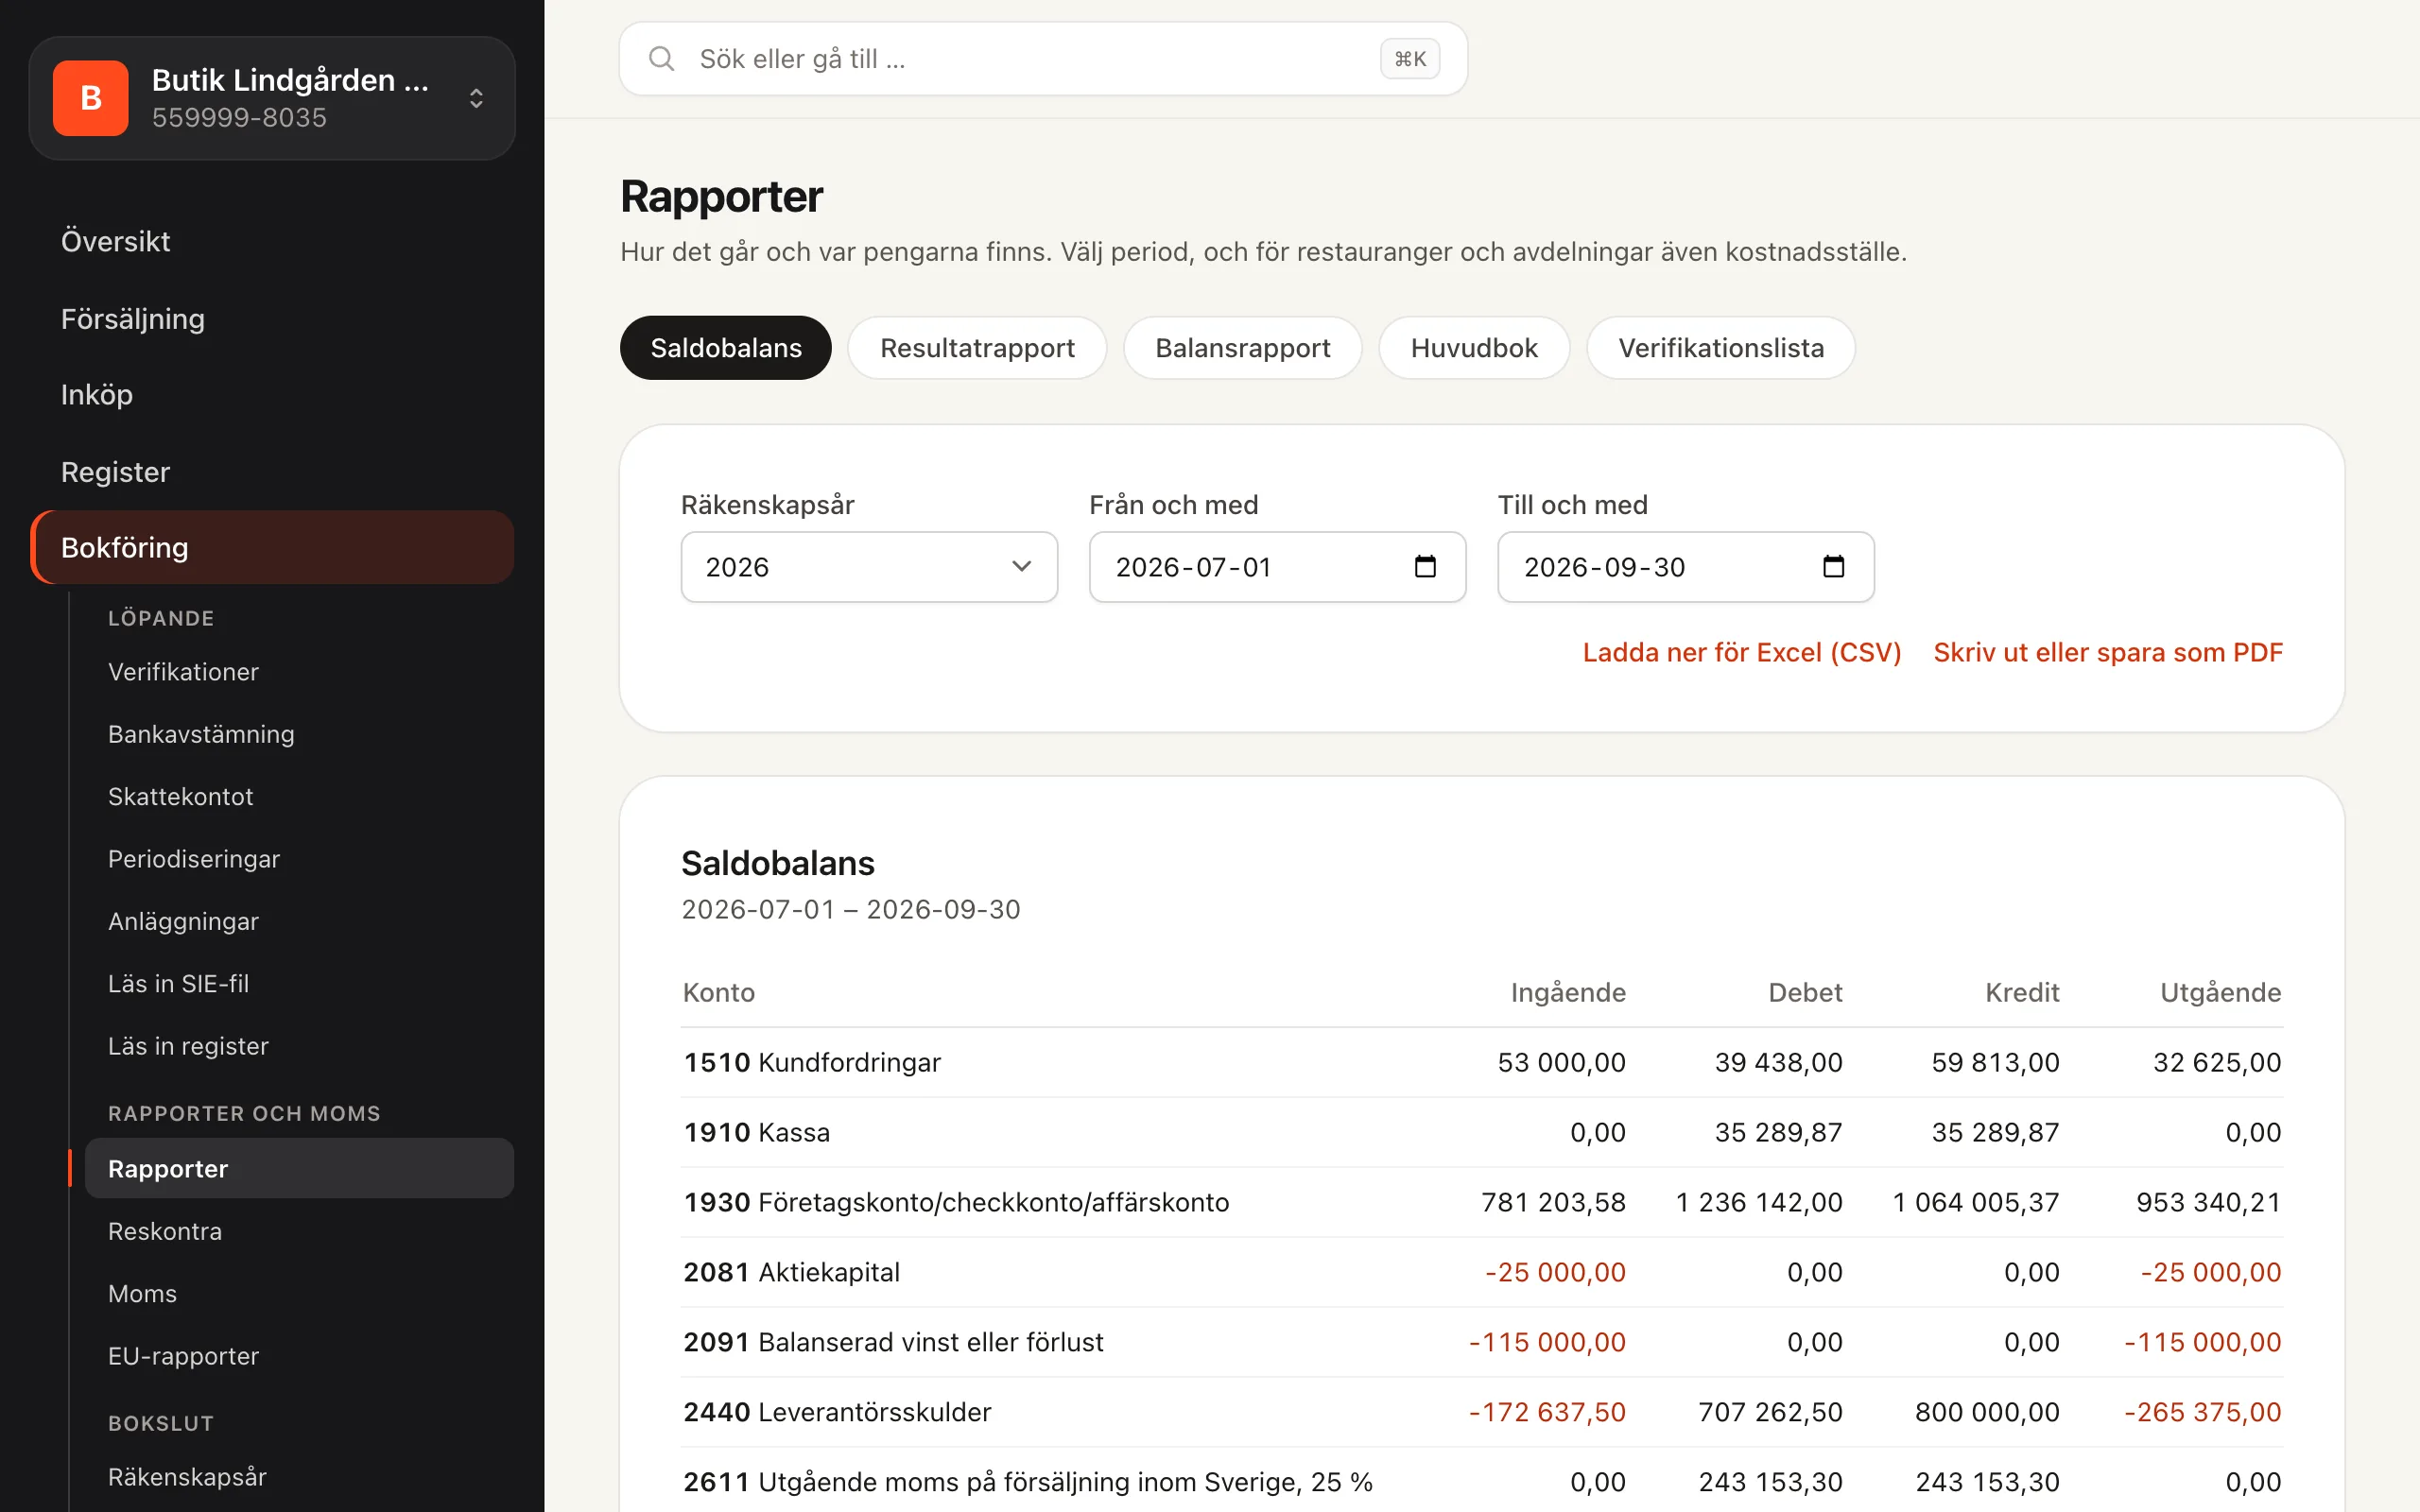 B
Butik Lindgården ...
559999-8035
Översikt
Försäljning
Inköp
Register
Bokföring
LÖPANDE
Verifikationer
Bankavstämning
Skattekontot
Periodiseringar
Anläggningar
Läs in SIE-fil
Läs in register
RAPPORTER OCH MOMS
Rapporter
Reskontra
Moms
EU-rapporter
BOKSLUT
Räkenskapsår
Sök eller gå till ... ⌘K
Rapporter
Hur det går och var pengarna finns. Välj period, och för restauranger och avdelningar även kostnadsställe.
Saldobalans Resultatrapport Balansrapport Huvudbok Verifikationslista
Räkenskapsår Från och med Till och med
2026 2026-07-01 2026-09-30
Ladda ner för Excel (CSV) Skriv ut eller spara som PDF
Saldobalans
2026-07-01 – 2026-09-30
Konto Ingående Debet Kredit Utgående
1510 Kundfordringar 53 000,00 39 438,00 59 813,00 32 625,00
1910 Kassa 0,00 35 289,87 35 289,87 0,00
1930 Företagskonto/checkkonto/affärskonto 781 203,58 1 236 142,00 1 064 005,37 953 340,21
2081 Aktiekapital -25 000,00 0,00 0,00 -25 000,00
2091 Balanserad vinst eller förlust -115 000,00 0,00 0,00 -115 000,00
2440 Leverantörsskulder -172 637,50 707 262,50 800 000,00 -265 375,00
2611 Utgående moms på försäljning inom Sverige, 25 % 0,00 243 153,30 243 153,30 0,00